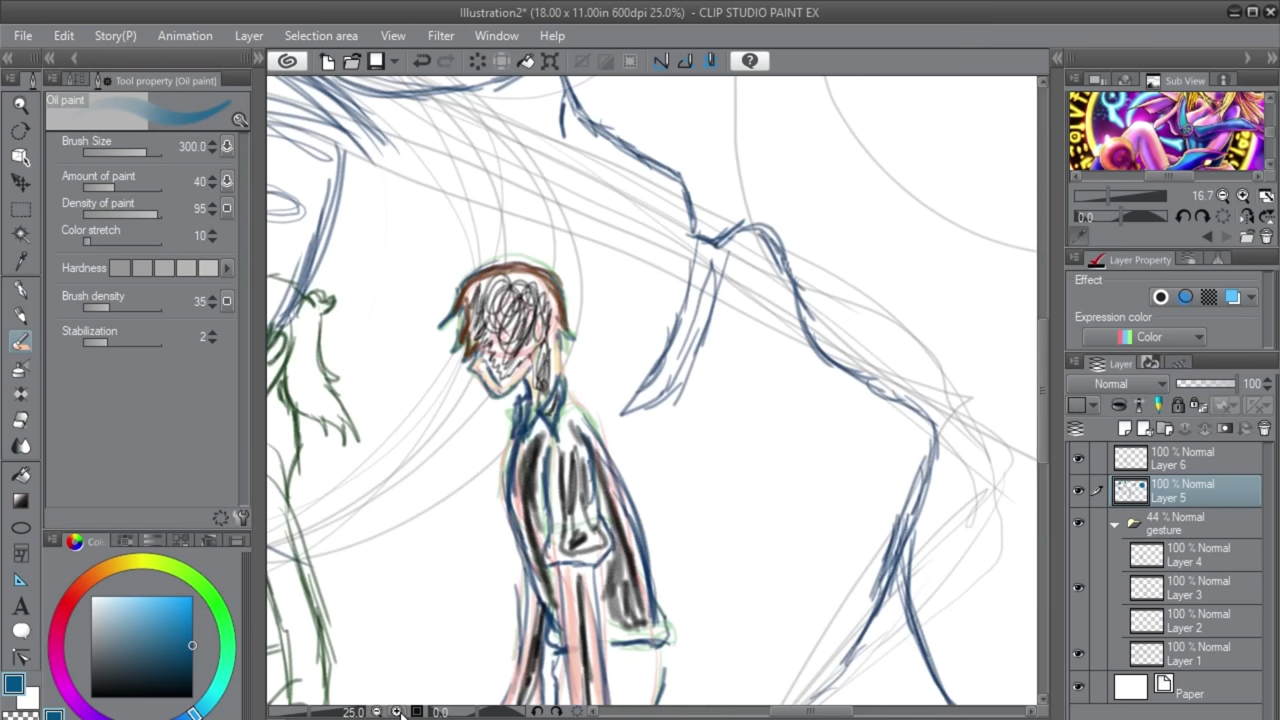 Illustration2* (18.00 x 11.00in 600dpi 25.0%) - CLIP STUDIO PAINT EX
File Edit Story(P) Animation Layer Selection area View Filter Window Help
Tool property [Oil paint]
Sub View
Oil paint
Brush Size 300.0
Amount of paint 40
Density of paint 95
Color stretch 10
Hardness
Brush density 35
Stabilization 2
16.7
0.0
Layer Property
Effect
Expression color
Color
Layer
Normal 100
100 % Normal
Layer 6
100 % Normal
Layer 5
44 % Normal
gesture
100 % Normal
Layer 4
100 % Normal
Layer 3
100 % Normal
Layer 2
100 % Normal
Layer 1
Paper
25.0 0.0